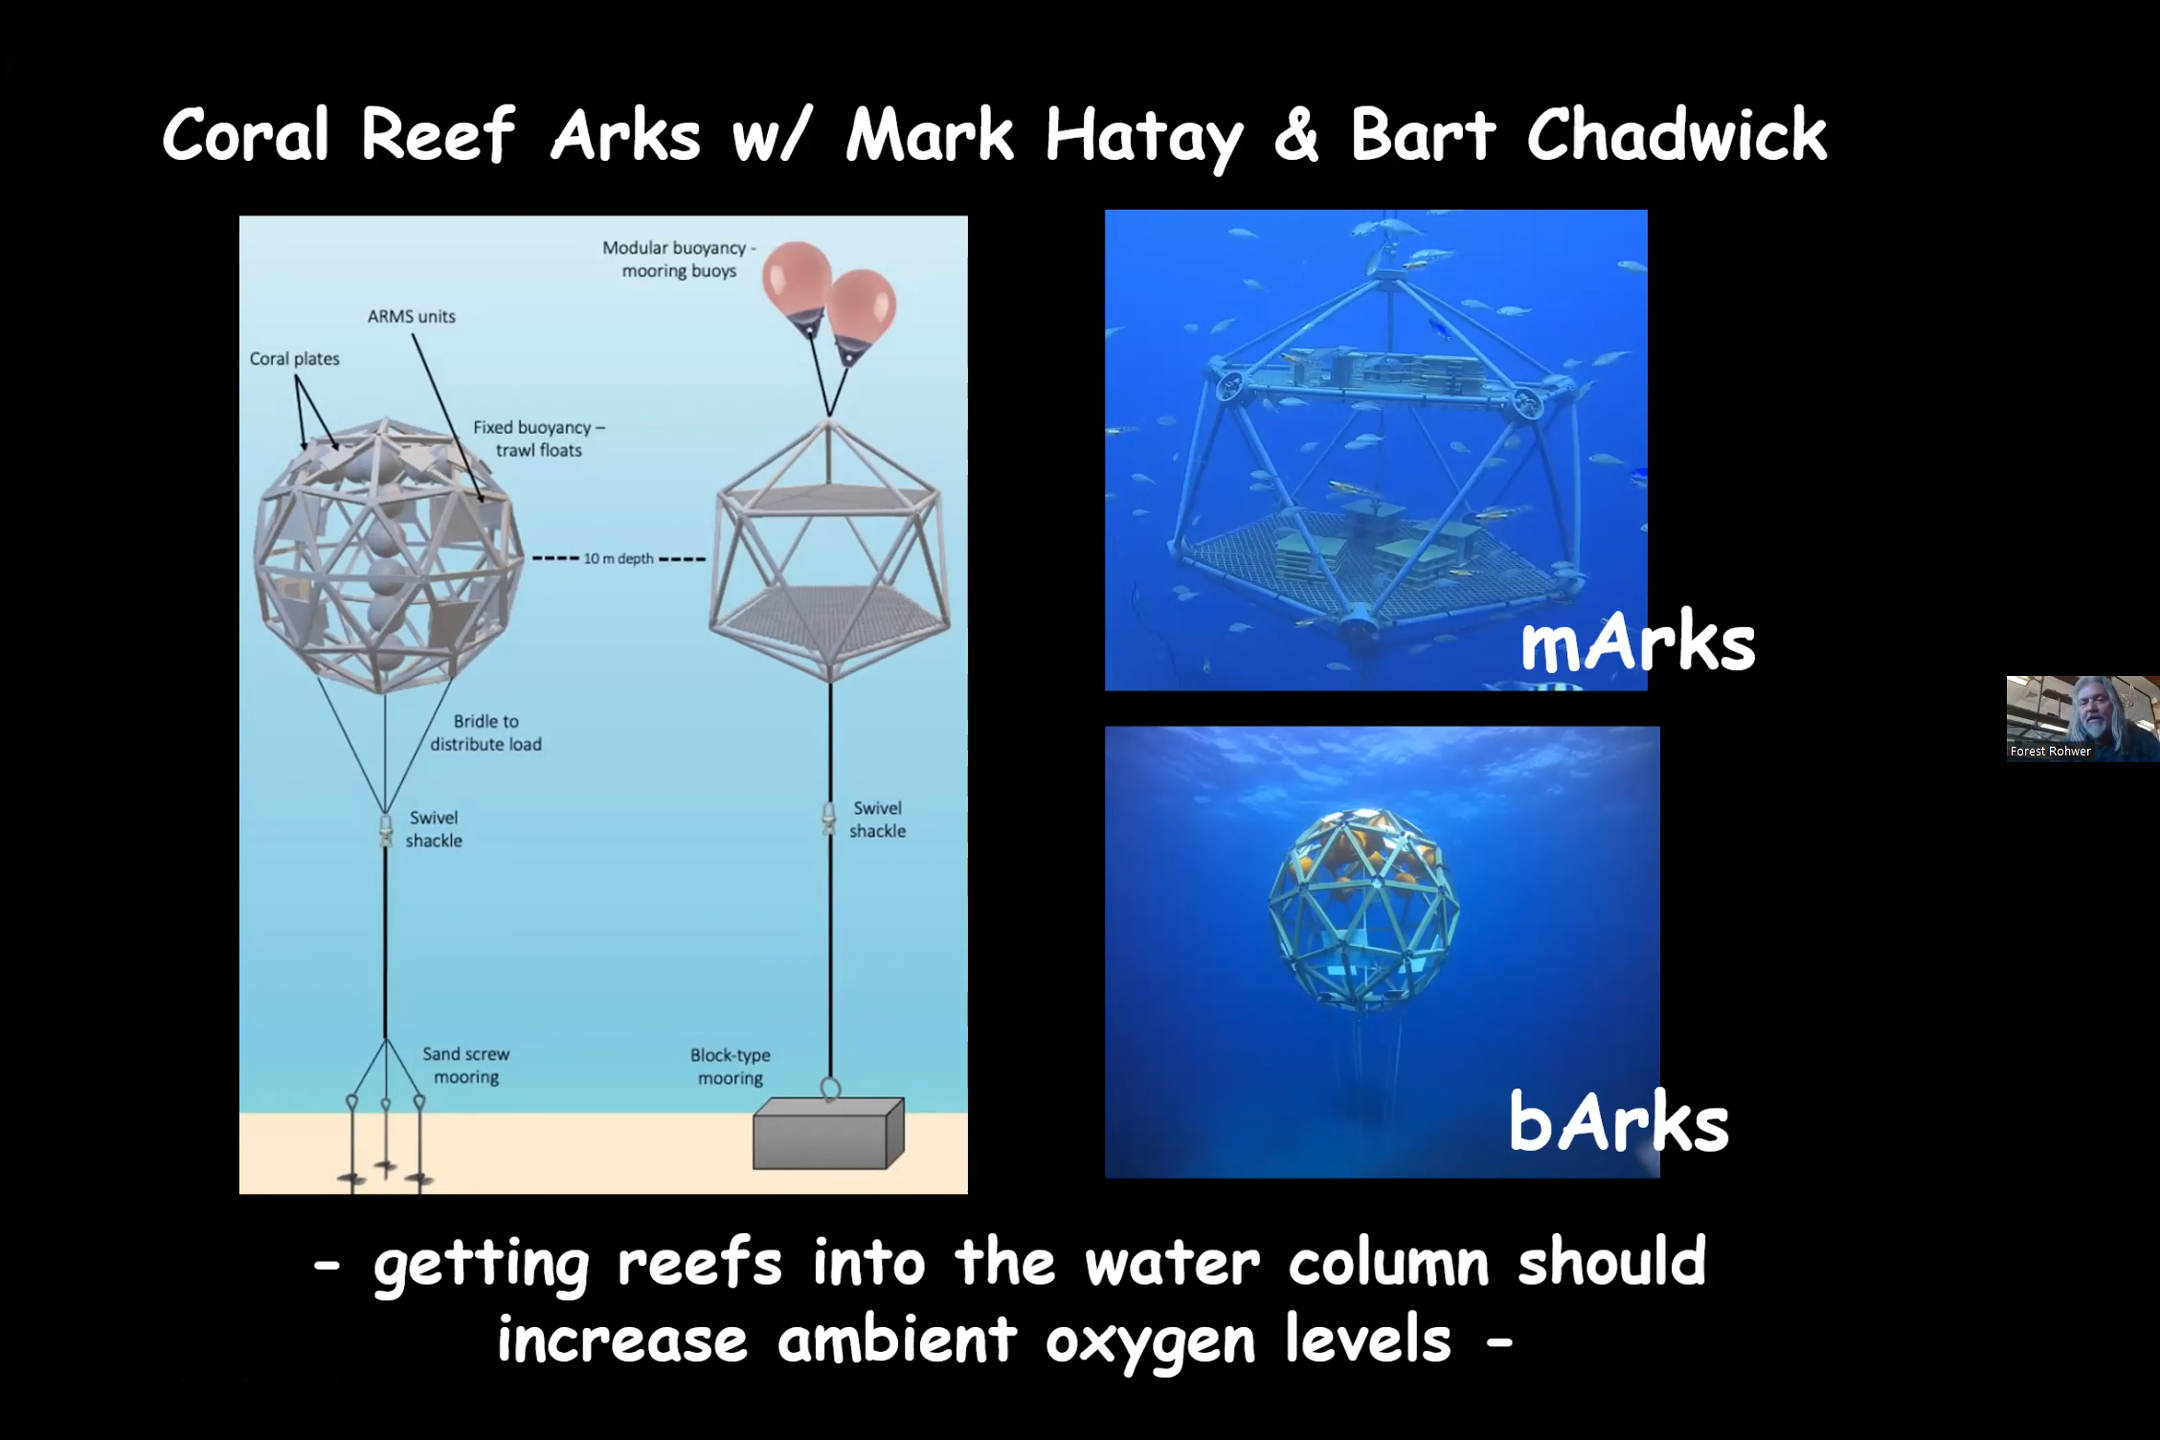 Coral Reef Arks w/ Mark Hatay & Bart Chadwick
Modular buoyancy -
mooring buoys
ARMS units
Coral plates
Fixed buoyancy –
trawl floats
10 m depth
Bridle to
distribute load
Swivel
shackle
Swivel
shackle
Sand screw
mooring
Block-type
mooring
mArks
bArks
Forest Rohwer
- getting reefs into the water column should
increase ambient oxygen levels -